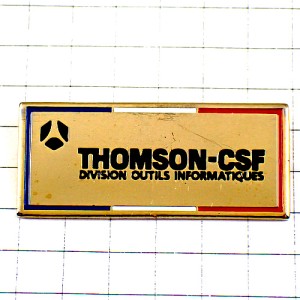 THOMSON-CSF
DIVISION OUTILS INFORMATIQUES